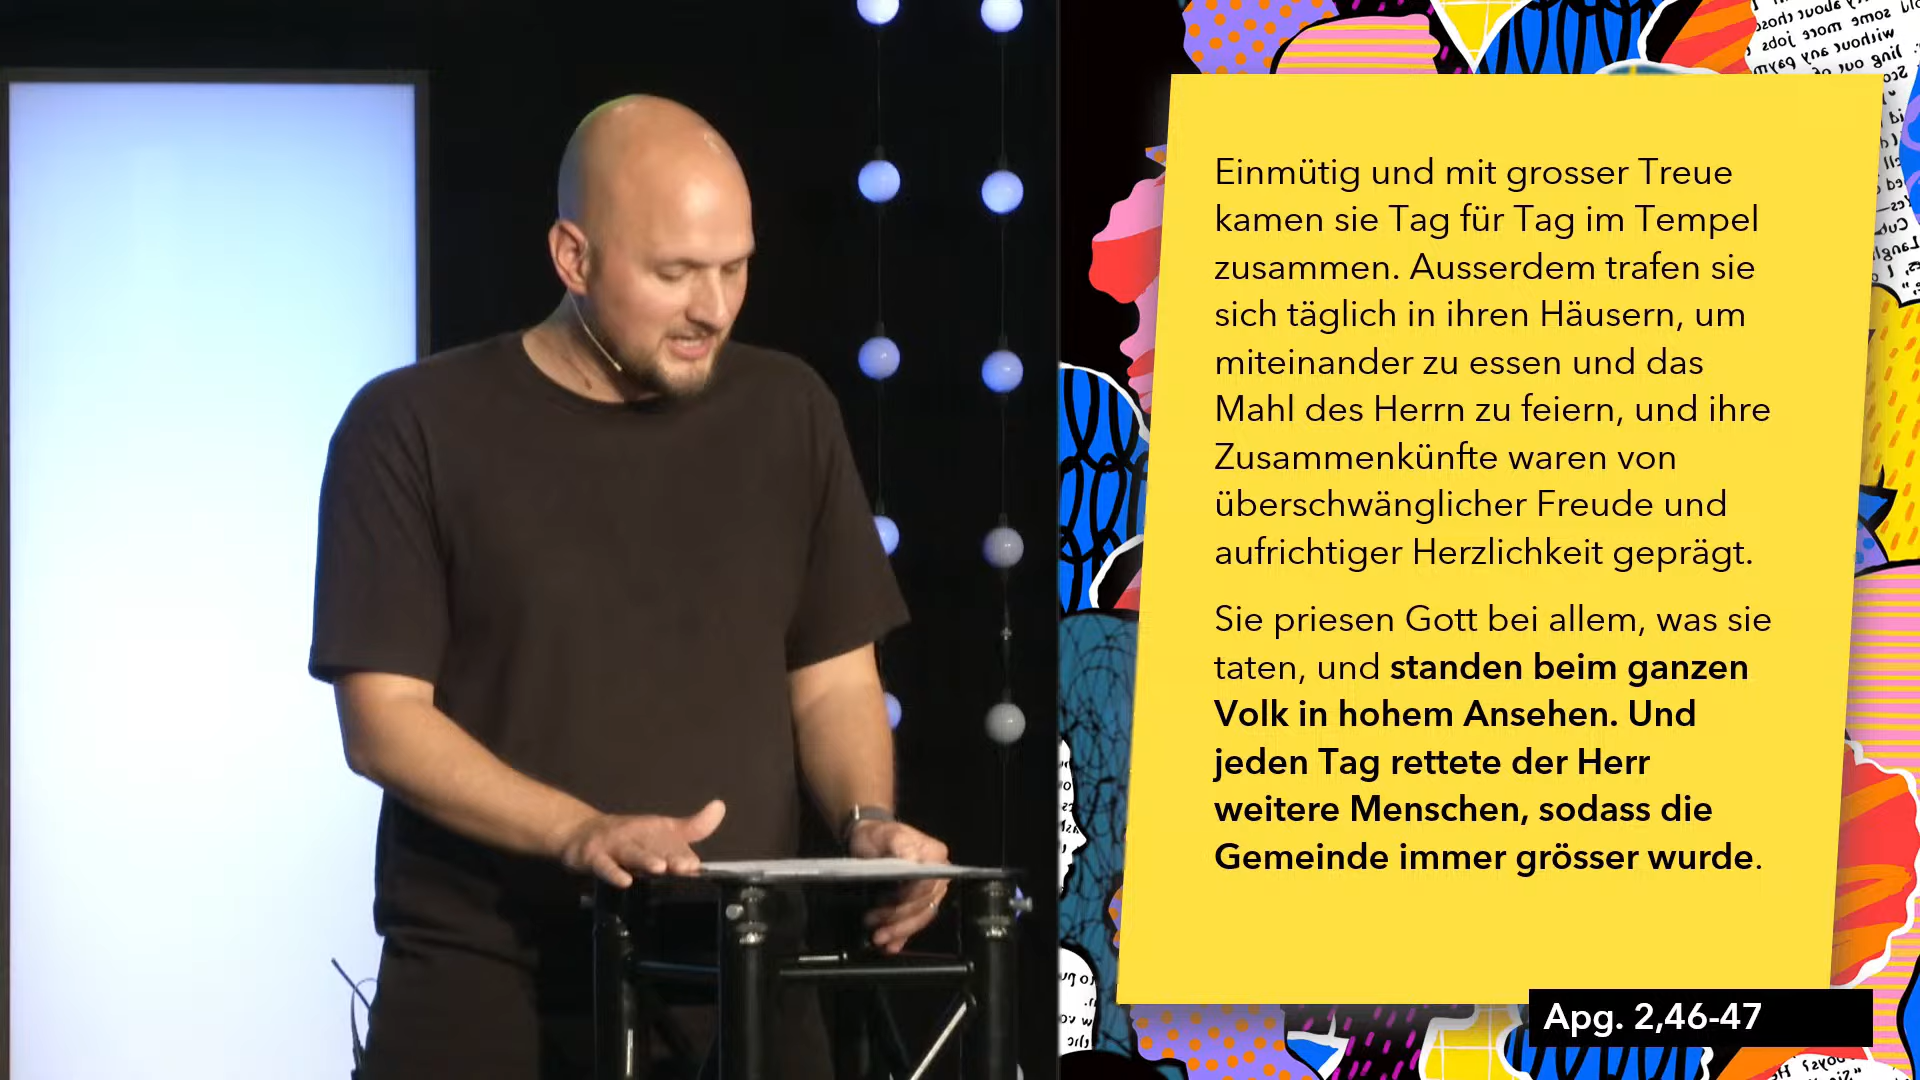 Einmütig und mit grosser Treue
kamen sie Tag für Tag im Tempel
zusammen. Ausserdem trafen sie
sich täglich in ihren Häusern, um
miteinander zu essen und das
Mahl des Herrn zu feiern, und ihre
Zusammenkünfte waren von
überschwänglicher Freude und
aufrichtiger Herzlichkeit geprägt.
Sie priesen Gott bei allem, was sie
taten, und standen beim ganzen
Volk in hohem Ansehen. Und
jeden Tag rettete der Herr
weitere Menschen, sodass die
Gemeinde immer grösser wurde.
Apg. 2,46-47